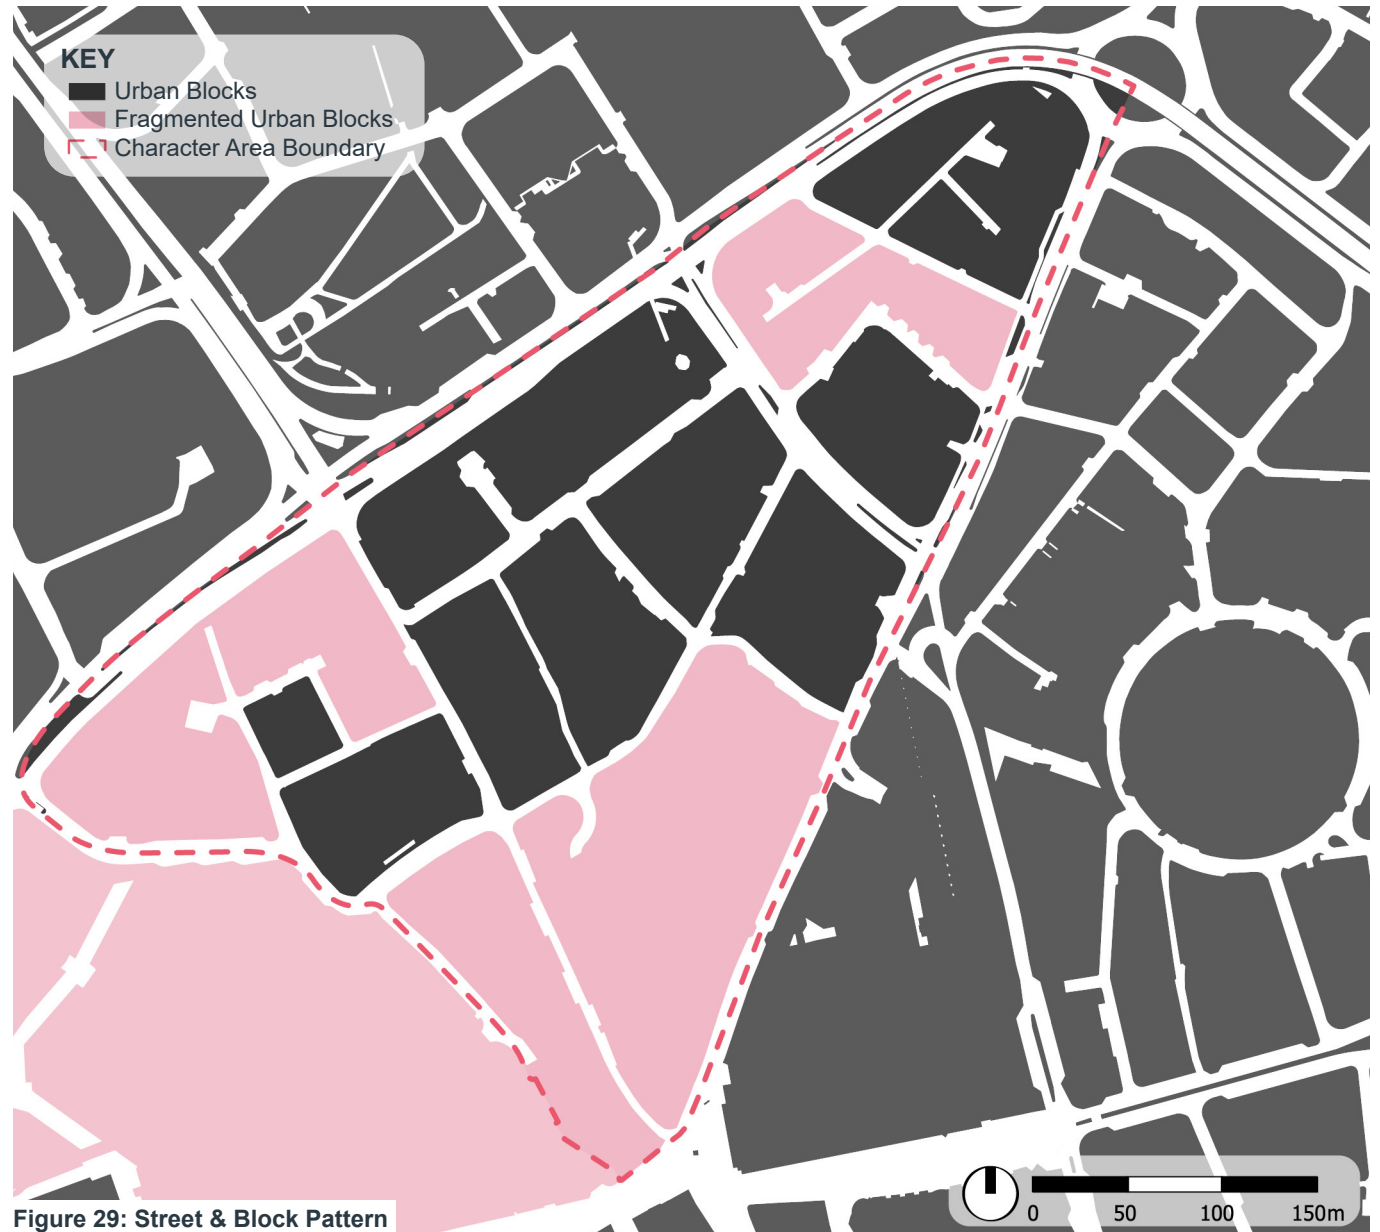 KEY
Urban Blocks
Fragmented Urban Blocks
Character Area Boundary
0 50 100 150m
Figure 29: Street & Block Pattern